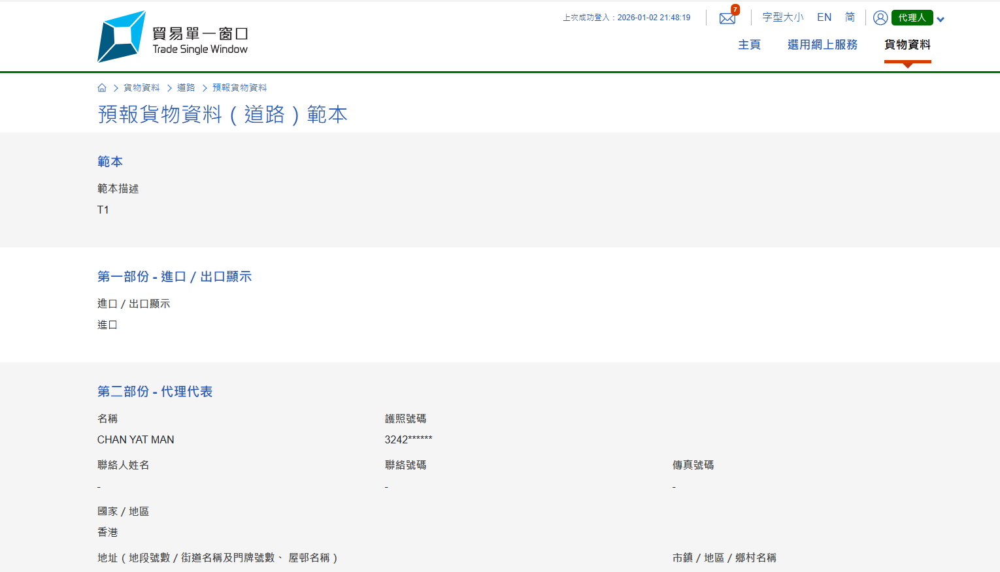 貿易單一窗口
Trade Single Window
上次成功登入：2026-01-02 21:48:19
7
字型大小 EN 简
代理人
主頁 選用網上服務 貨物資料
貨物資料 道路 預報貨物資料
預報貨物資料 ( 道路 ) 範本
範本
範本描述
T1
第一部份 - 進口 / 出口顯示
進口 / 出口顯示
進口
第二部份 - 代理代表
名稱 護照號碼
CHAN YAT MAN 3242******
聯絡人姓名 聯絡號碼 傳真號碼
- - -
國家 / 地區
香港
地址 ( 地段號數 / 街道名稱及門牌號數、 屋邨名稱 ) 市鎮 / 地區 / 鄉村名稱